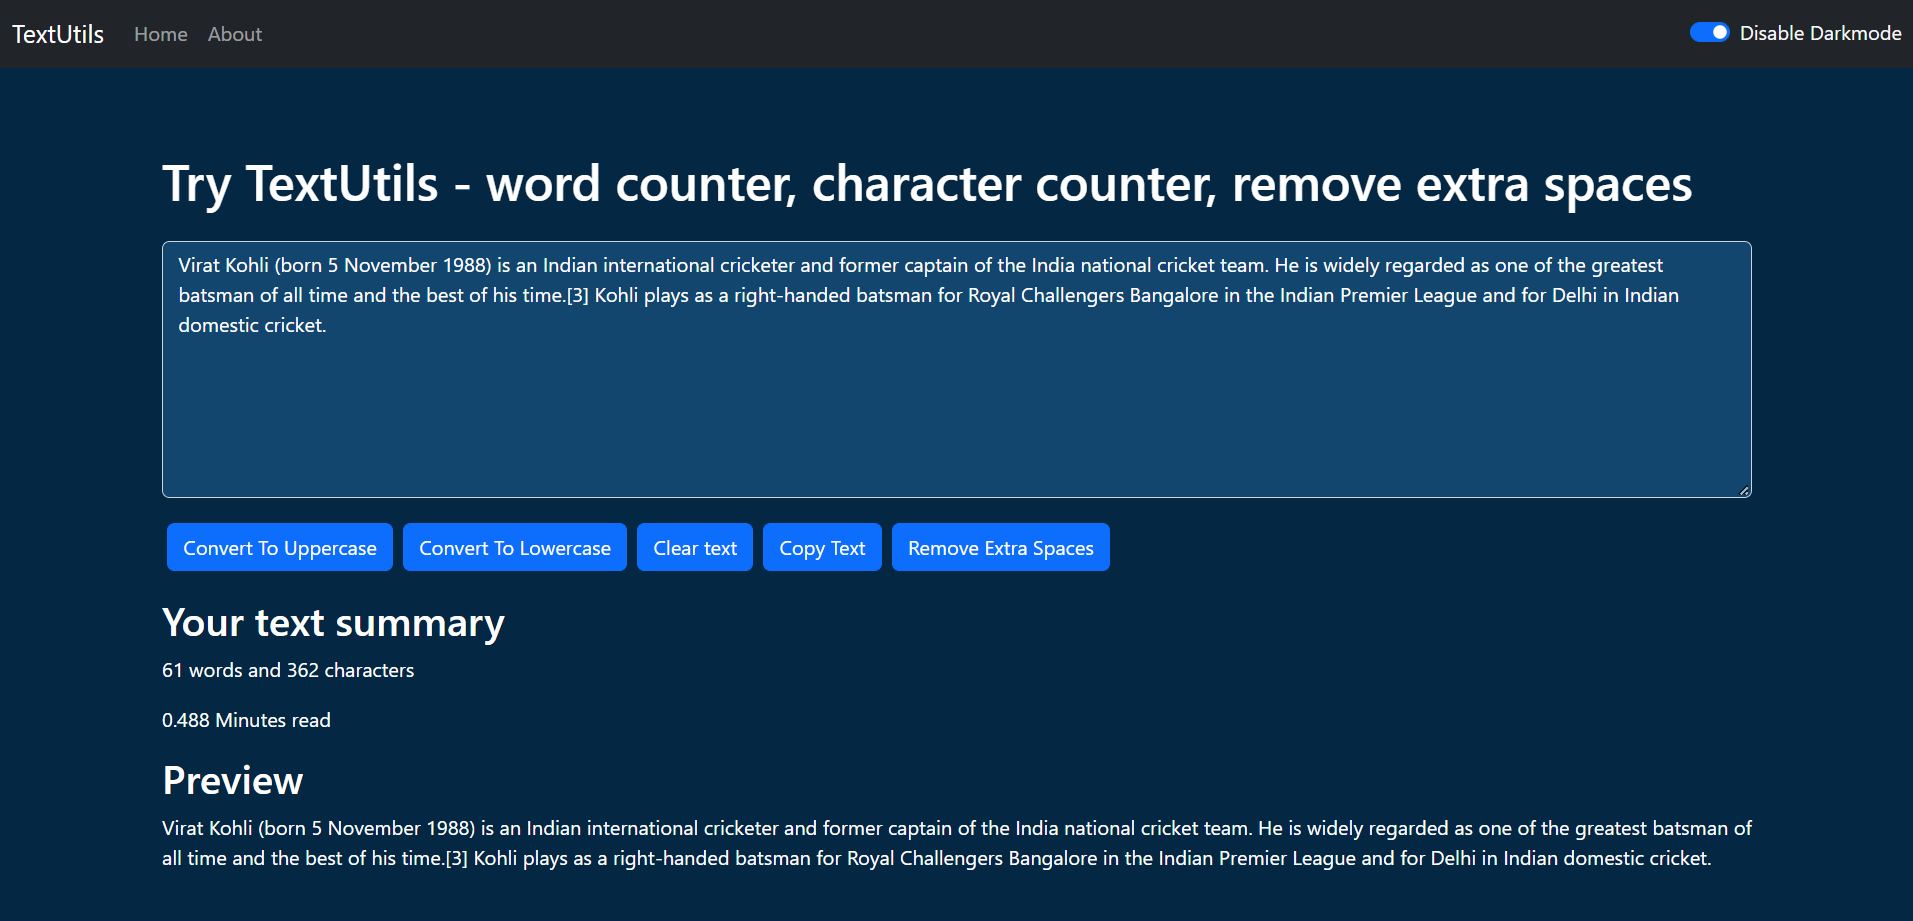 TextUtils Home About Disable Darkmode
Try TextUtils - word counter, character counter, remove extra spaces
Virat Kohli (born 5 November 1988) is an Indian international cricketer and former captain of the India national cricket team. He is widely regarded as one of the greatest
batsman of all time and the best of his time.[3] Kohli plays as a right-handed batsman for Royal Challengers Bangalore in the Indian Premier League and for Delhi in Indian
domestic cricket.
Convert To Uppercase Convert To Lowercase Clear text Copy Text Remove Extra Spaces
Your text summary
61 words and 362 characters
0.488 Minutes read
Preview
Virat Kohli (born 5 November 1988) is an Indian international cricketer and former captain of the India national cricket team. He is widely regarded as one of the greatest batsman of
all time and the best of his time.[3] Kohli plays as a right-handed batsman for Royal Challengers Bangalore in the Indian Premier League and for Delhi in Indian domestic cricket.